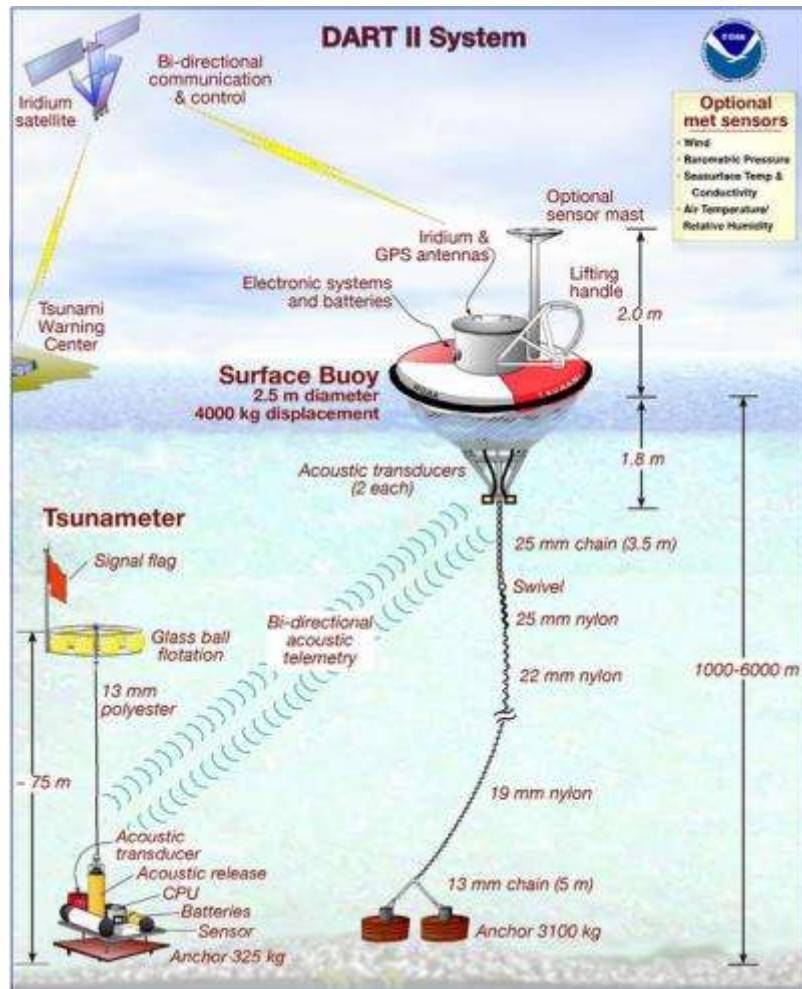 DART II System
Iridium
satellite
Bi-directional
communication
& control
Optional
met sensors
Wind
Barometric Pressure
Seasurface Temp &
Conductivity
Air Temperature/
Relative Humidity
Optional
sensor mast
Iridium &
GPS antennas
Electronic systems
and batteries
Lifting
handle
2.0 m
Tsunami
Warning
Center
Surface Buoy
2.5 m diameter
4000 kg displacement
1.8 m
Acoustic transducers
(2 each)
Tsunameter
Signal flag
25 mm chain (3.5 m)
Swivel
25 mm nylon
Glass ball
flotation
Bi-directional
acoustic
telemetry
22 mm nylon
1000-6000 m
13 mm
polyester
~ 75 m
19 mm nylon
Acoustic
transducer
Acoustic release
CPU
Batteries
Sensor
Anchor 325 kg
13 mm chain (5 m)
Anchor 3100 kg